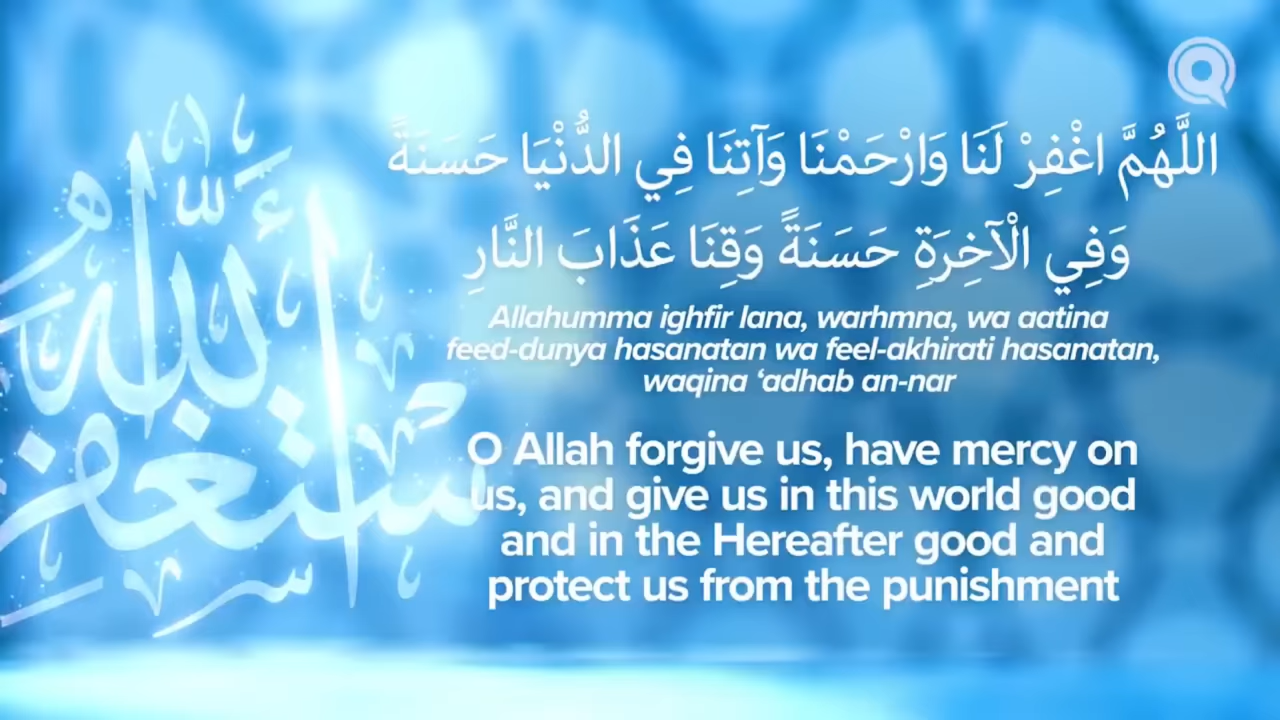 اللَّهُمَّ اغْفِرْ لَنَا وَارْحَمْنَا وَآتِنَا فِي الدُّنْيَا حَسَنَةً
وَفِي الْآخِرَةِ حَسَنَةً وَقِنَا عَذَابَ النَّارِ
Allahumma ighfir lana, warhmna, wa aatina
feed-dunya hasanatan wa feel-akhirati hasanatan,
waqina ‘adhab an-nar
O Allah forgive us, have mercy on
us, and give us in this world good
and in the Hereafter good and
protect us from the punishment